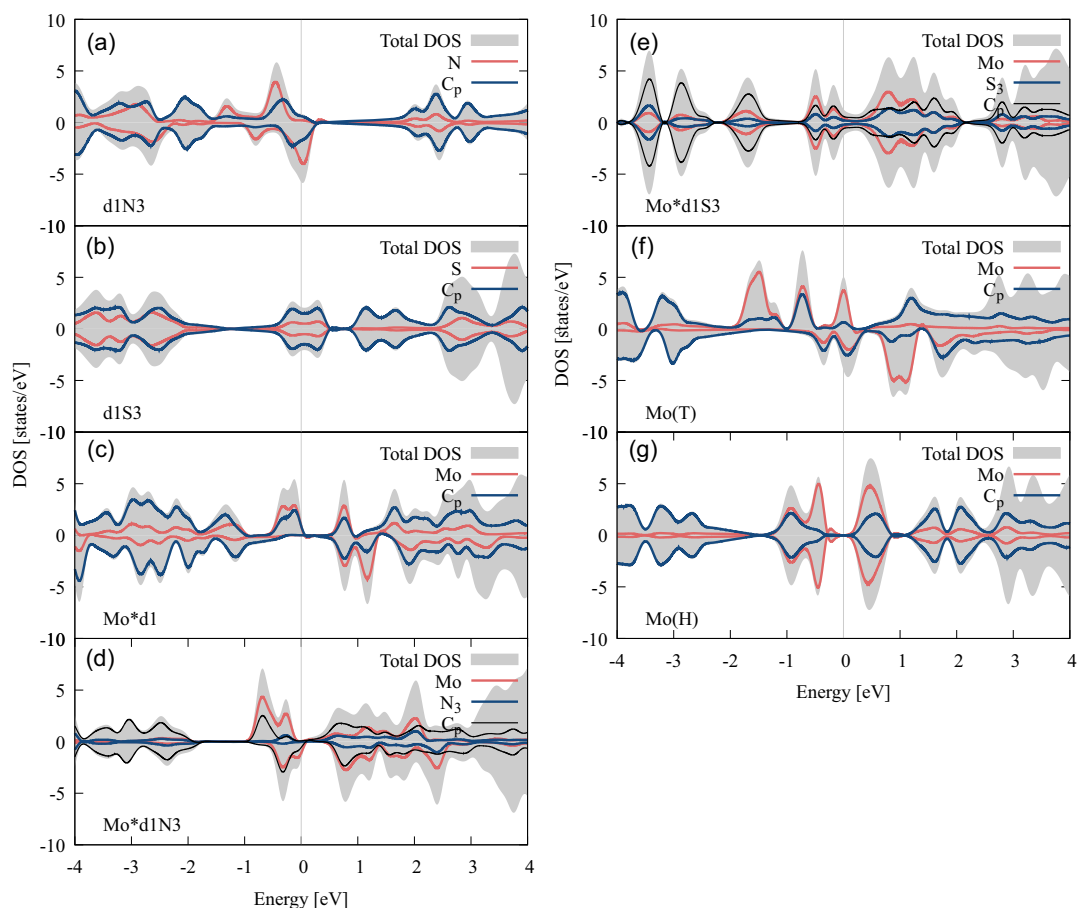 (a)
Total DOS
N
Cp
d1N3
10
5
0
-5
-10
(b)
Total DOS
S
Cp
d1S3
5
0
-5
-10
(c)
Total DOS
Mo
Cp
Mo*d1
5
0
-5
-10
(d)
Total DOS
Mo
N3
Cp
Mo*d1N3
5
0
-5
-10
-4 -3 -2 -1 0 1 2 3 4
Energy [eV]
DOS [states/eV]
(e)
Total DOS
Mo
S3
Cp
Mo*d1S3
10
5
0
-5
-10
(f)
Total DOS
Mo
Cp
Mo(T)
5
0
-5
-10
(g)
Total DOS
Mo
Cp
Mo(H)
5
0
-5
-10
-4 -3 -2 -1 0 1 2 3 4
Energy [eV]
DOS [states/eV]